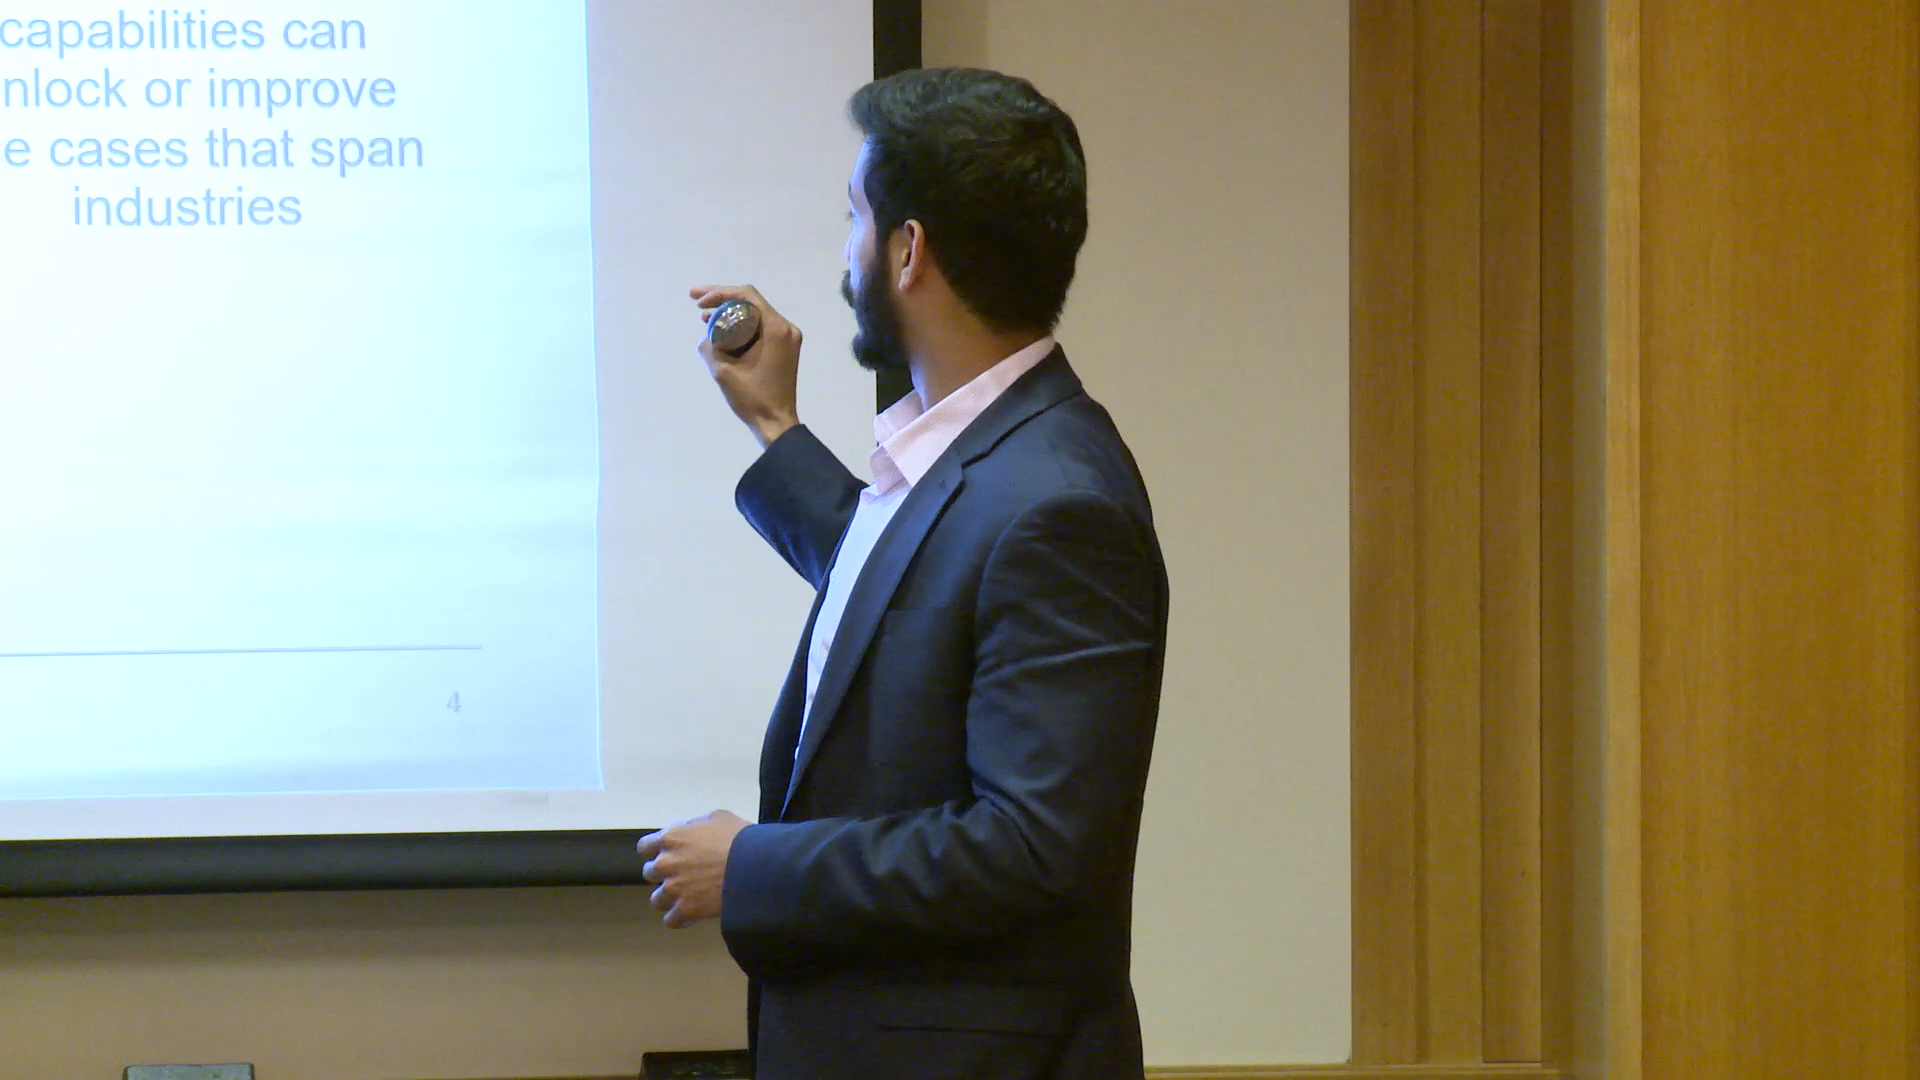 capabilities can
nlock or improve
e cases that span
industries
4